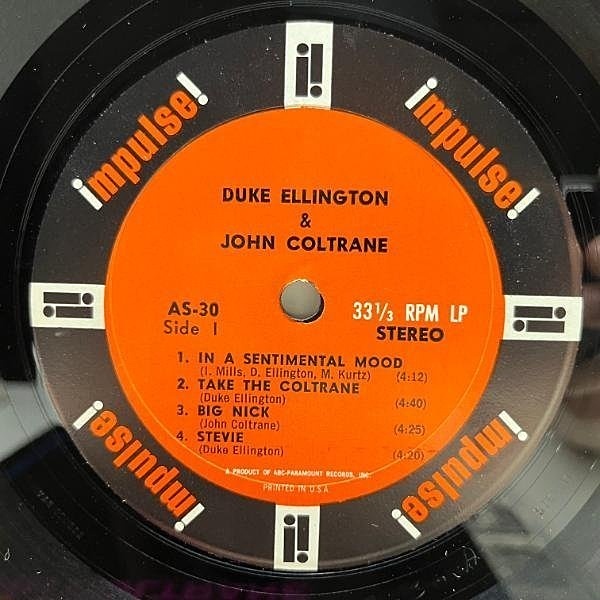 impulse!
impulse!
DUKE ELLINGTON
&
JOHN COLTRANE
AS-30
Side 1
33 1/3 RPM LP
STEREO
1. IN A SENTIMENTAL MOOD
(I. Mills, D. Ellington, M. Kurtz) (4:12)
2. TAKE THE COLTRANE
(Duke Ellington) (4:40)
3. BIG NICK
(John Coltrane) (4:25)
4. STEVIE
(Duke Ellington) (4:20)
A PRODUCT OF ABC-PARAMOUNT RECORDS, INC.
PRINTED IN U.S.A.
impulse!
impulse!